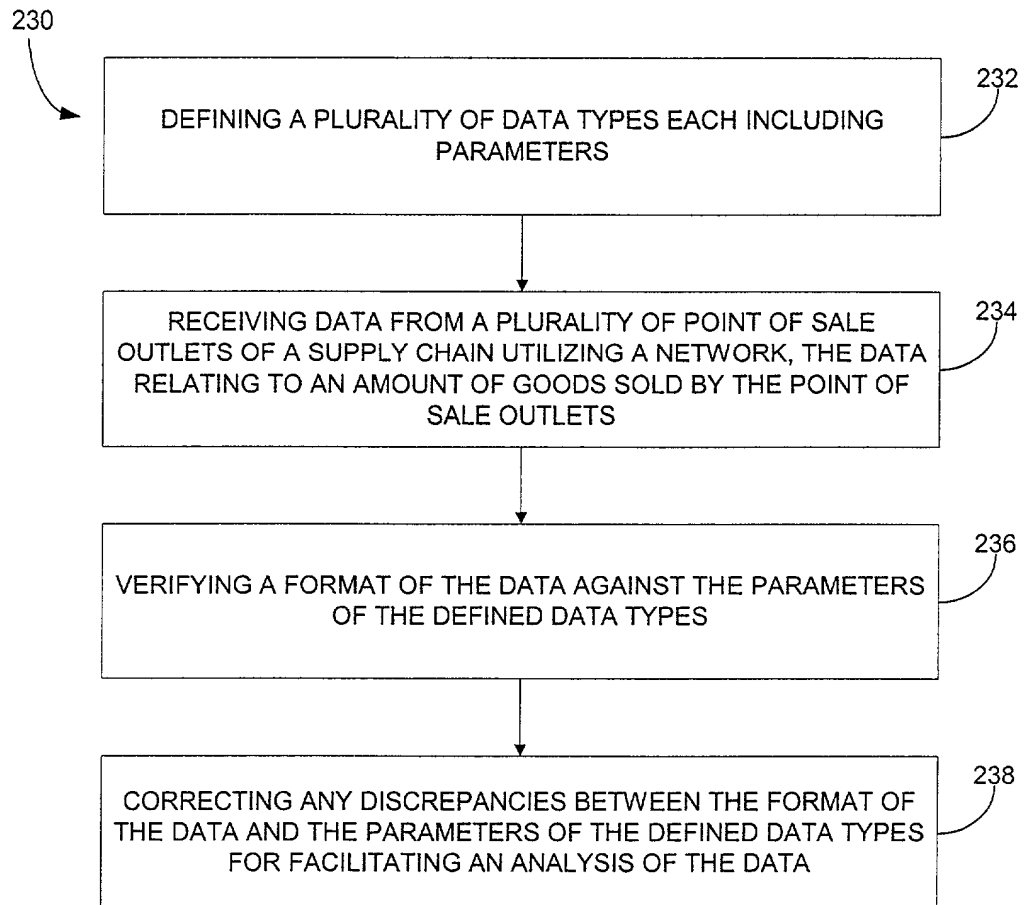 230
232
DEFINING A PLURALITY OF DATA TYPES EACH INCLUDING
PARAMETERS
234
RECEIVING DATA FROM A PLURALITY OF POINT OF SALE
OUTLETS OF A SUPPLY CHAIN UTILIZING A NETWORK, THE DATA
RELATING TO AN AMOUNT OF GOODS SOLD BY THE POINT OF
SALE OUTLETS
236
VERIFYING A FORMAT OF THE DATA AGAINST THE PARAMETERS
OF THE DEFINED DATA TYPES
238
CORRECTING ANY DISCREPANCIES BETWEEN THE FORMAT OF
THE DATA AND THE PARAMETERS OF THE DEFINED DATA TYPES
FOR FACILITATING AN ANALYSIS OF THE DATA